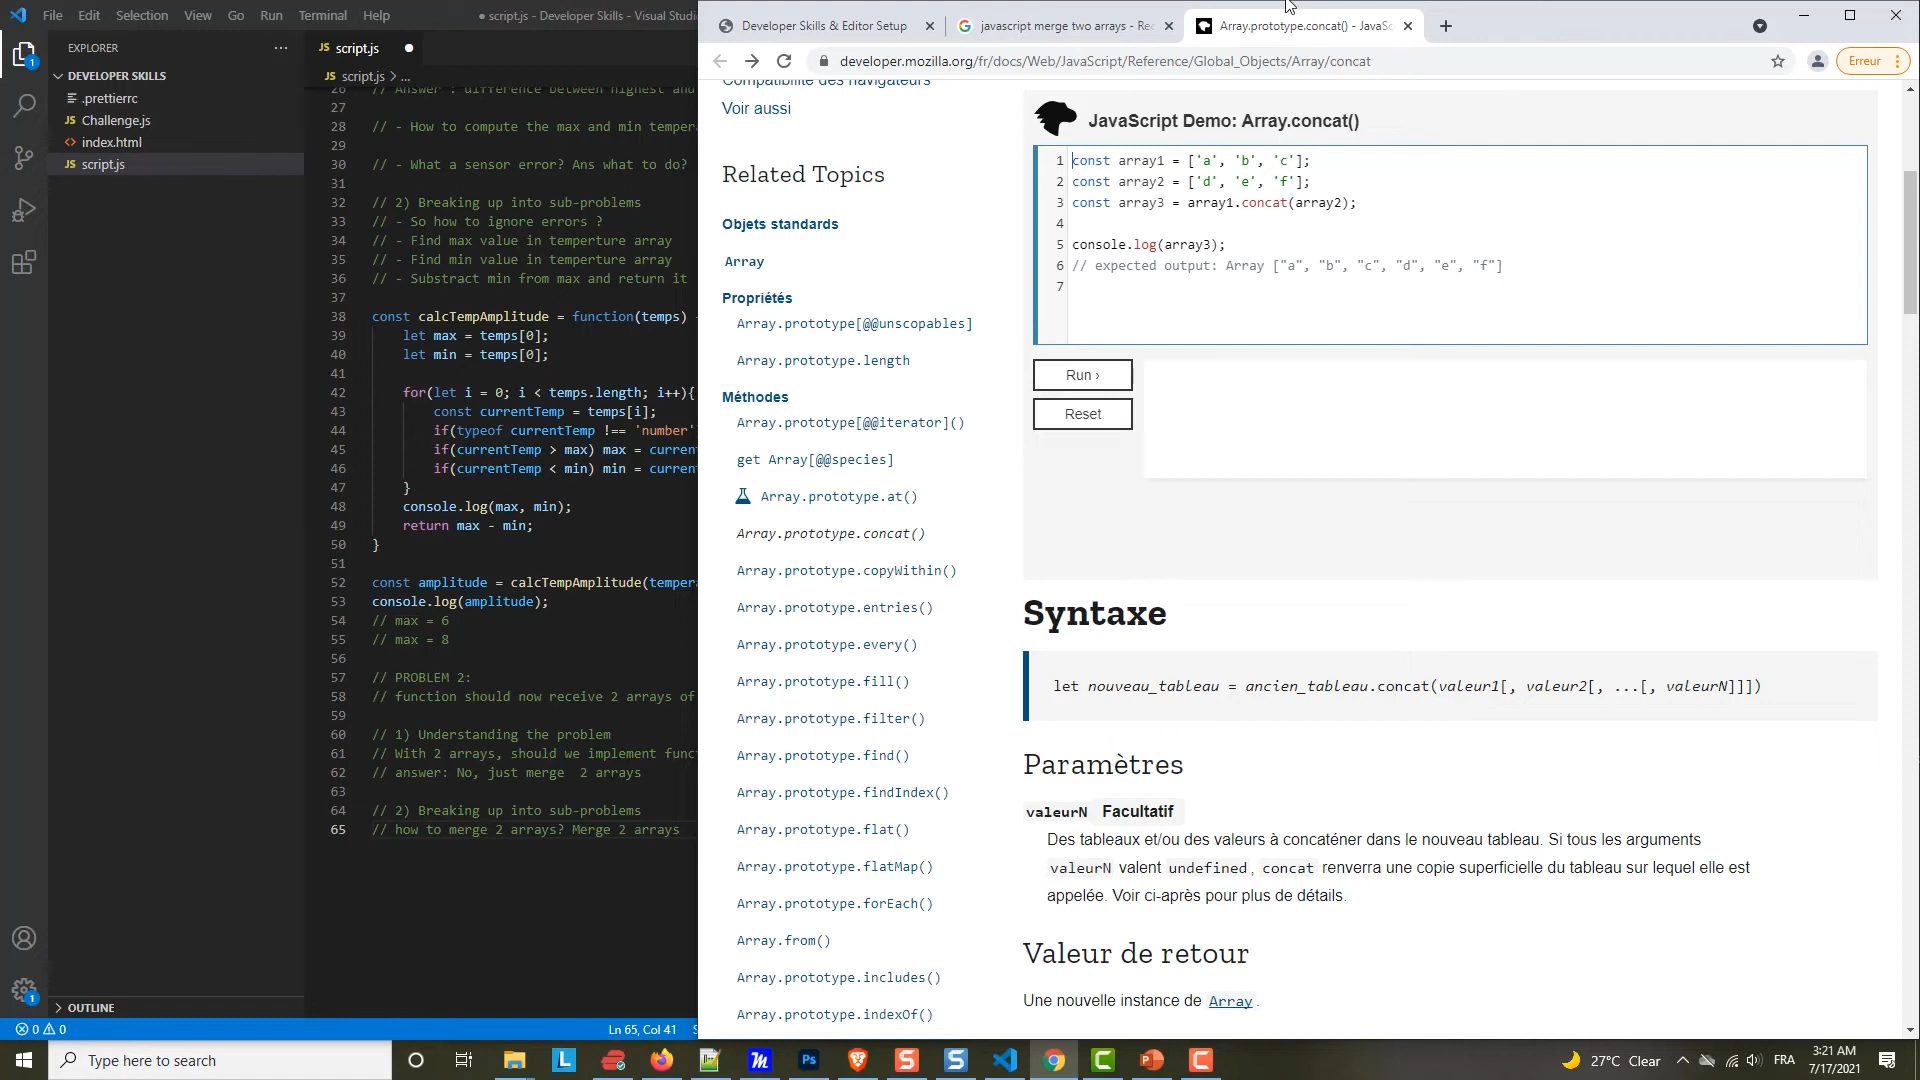 File Edit Selection View Go Run Terminal Help
● script.js - Developer Skills - Visual Studi
EXPLORER
DEVELOPER SKILLS
.prettierrc
JS Challenge.js
<> index.html
JS script.js
OUTLINE
JS script.js
JS script.js > ...
26 // Answer : difference between highest and
27
28 // - How to compute the max and min tempera
29
30 // - What a sensor error? Ans what to do?
31
32 // 2) Breaking up into sub-problems
33 // - So how to ignore errors ?
34 // - Find max value in temperture array
35 // - Find min value in temperture array
36 // - Substract min from max and return it
37
38 const calcTempAmplitude = function(temps)
39 let max = temps[0];
40 let min = temps[0];
41
42 for(let i = 0; i < temps.length; i++){
43 const currentTemp = temps[i];
44 if(typeof currentTemp !== 'number'
45 if(currentTemp > max) max = curren
46 if(currentTemp < min) min = curren
47 }
48 console.log(max, min);
49 return max - min;
50 }
51
52 const amplitude = calcTempAmplitude(tempera
53 console.log(amplitude);
54 // max = 6
55 // max = 8
56
57 // PROBLEM 2:
58 // function should now receive 2 arrays of
59
60 // 1) Understanding the problem
61 // With 2 arrays, should we implement func
62 // answer: No, just merge  2 arrays
63
64 // 2) Breaking up into sub-problems
65 // how to merge 2 arrays? Merge 2 arrays
0 0
Ln 65, Col 41
Developer Skills & Editor Setup
javascript merge two arrays - Rec
Array.prototype.concat() - JavaSc
developer.mozilla.org/fr/docs/Web/JavaScript/Reference/Global_Objects/Array/concat
Erreur
Compatibilité des navigateurs
Voir aussi
Related Topics
Objets standards
Array
Propriétés
Array.prototype[@@unscopables]
Array.prototype.length
Méthodes
Array.prototype[@@iterator]()
get Array[@@species]
Array.prototype.at()
Array.prototype.concat()
Array.prototype.copyWithin()
Array.prototype.entries()
Array.prototype.every()
Array.prototype.fill()
Array.prototype.filter()
Array.prototype.find()
Array.prototype.findIndex()
Array.prototype.flat()
Array.prototype.flatMap()
Array.prototype.forEach()
Array.from()
Array.prototype.includes()
Array.prototype.indexOf()
JavaScript Demo: Array.concat()
1 const array1 = ['a', 'b', 'c'];
2 const array2 = ['d', 'e', 'f'];
3 const array3 = array1.concat(array2);
4
5 console.log(array3);
6 // expected output: Array ["a", "b", "c", "d", "e", "f"]
7
Run ›
Reset
Syntaxe
let nouveau_tableau = ancien_tableau.concat(valeur1[, valeur2[, ...[, valeurN]]])
Paramètres
valeurN Facultatif
Des tableaux et/ou des valeurs à concaténer dans le nouveau tableau. Si tous les arguments
valeurN valent undefined, concat renverra une copie superficielle du tableau sur lequel elle est
appelée. Voir ci-après pour plus de détails.
Valeur de retour
Une nouvelle instance de Array.
Type here to search
27°C Clear
FRA
3:21 AM
7/17/2021